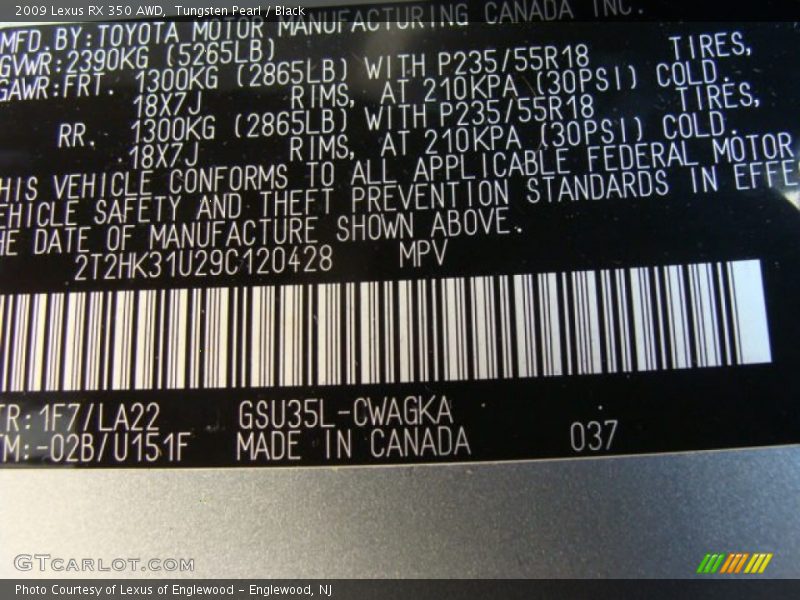 2009 Lexus RX 350 AWD, Tungsten Pearl / Black
MFD.BY:TOYOTA MOTOR MANUFACTURING CANADA INC.
GVWR:2390KG (5265LB)
GAWR:FRT. 1300KG (2865LB) WITH P235/55R18 TIRES,
18X7J RIMS, AT 210KPA (30PSI) COLD.
RR. 1300KG (2865LB) WITH P235/55R18 TIRES,
18X7J RIMS, AT 210KPA (30PSI) COLD.
HIS VEHICLE CONFORMS TO ALL APPLICABLE FEDERAL MOTOR
EHICLE SAFETY AND THEFT PREVENTION STANDARDS IN EFFE
HE DATE OF MANUFACTURE SHOWN ABOVE.
2T2HK31U29C120428 MPV
TR:1F7/LA22 GSU35L-CWAGKA
TM:-02B/U151F MADE IN CANADA 037
GTCARLOT.COM
Photo Courtesy of Lexus of Englewood - Englewood, NJ